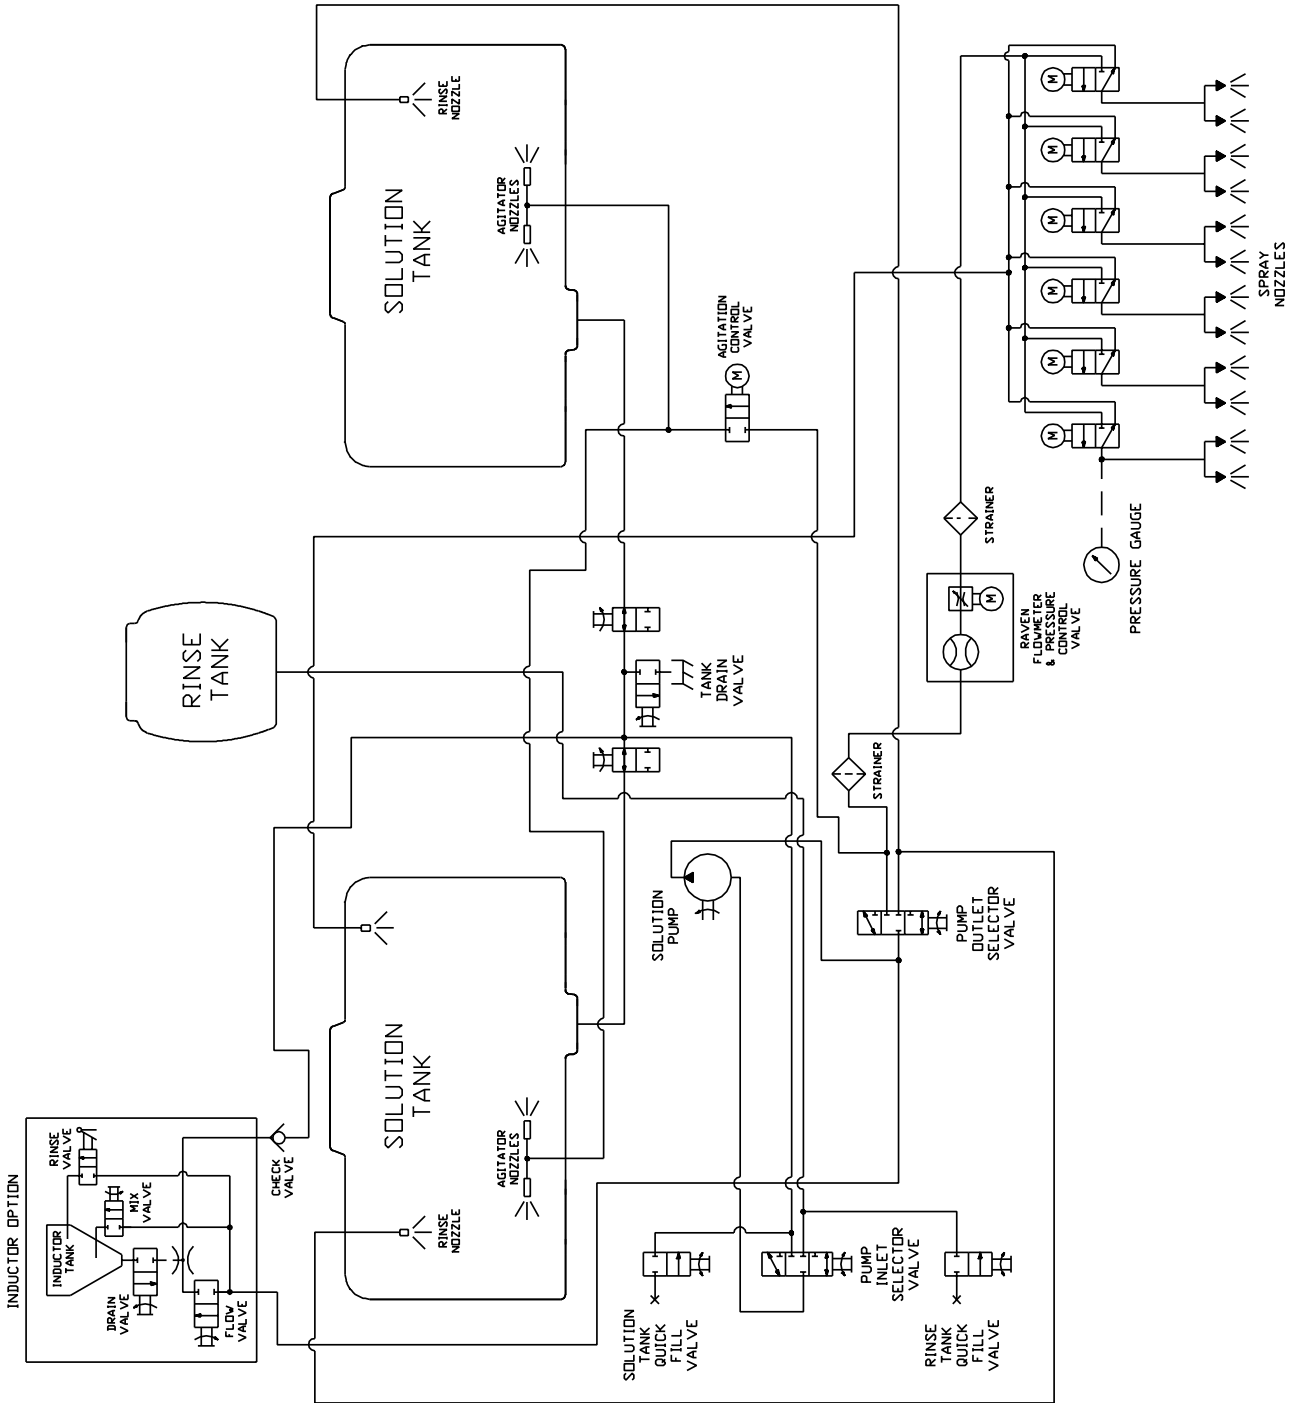 RINSE
NOZZLE
SOLUTION
TANK
AGITATOR
NOZZLES
M
M
M
M
M
M
SPRAY
NOZZLES
AGITATION
CONTROL
VALVE
M
STRAINER
PRESSURE GAUGE
RINSE
TANK
TANK
DRAIN
VALVE
M
RAVEN
FLOWMETER
& PRESSURE
CONTROL
VALVE
STRAINER
SOLUTION
PUMP
PUMP
OUTLET
SELECTOR
VALVE
SOLUTION
TANK
AGITATOR
NOZZLES
RINSE
NOZZLE
INDUCTOR OPTION
RINSE
VALVE
MIX
VALVE
CHECK
VALVE
INDUCTOR
TANK
DRAIN
VALVE
FLOW
VALVE
SOLUTION
TANK
QUICK
FILL
VALVE
PUMP
INLET
SELECTOR
VALVE
RINSE
TANK
QUICK
FILL
VALVE